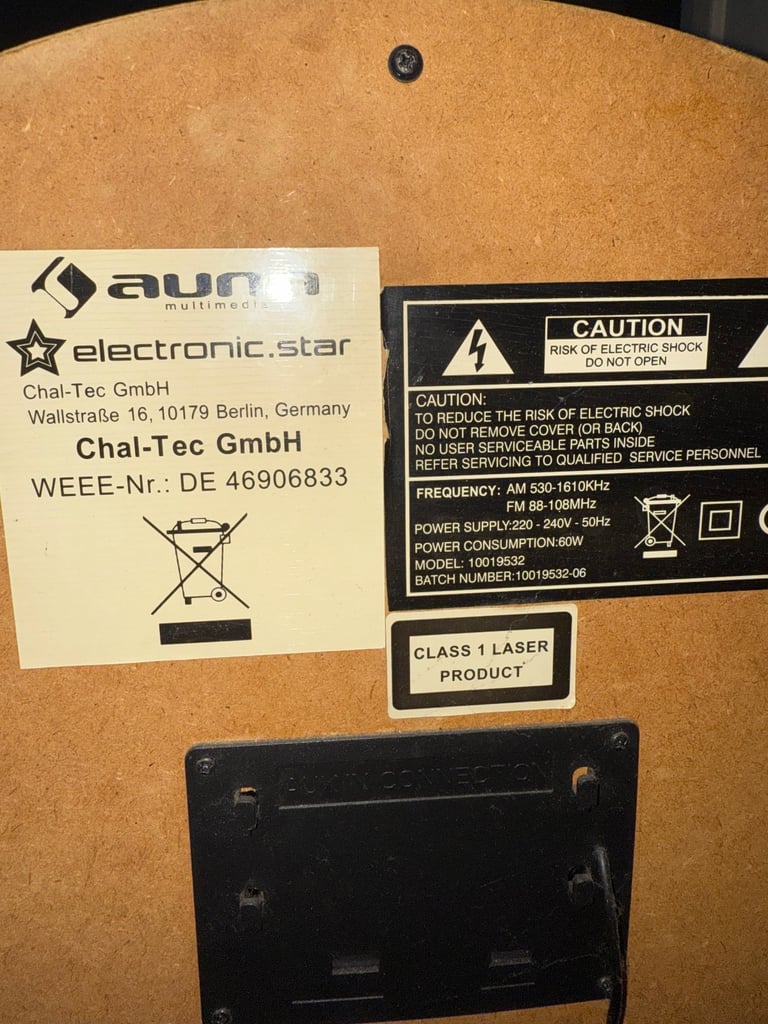 auna
multimedia
electronic.star
Chal-Tec GmbH
Wallstraße 16, 10179 Berlin, Germany
Chal-Tec GmbH
WEEE-Nr.: DE 46906833
CAUTION
RISK OF ELECTRIC SHOCK
DO NOT OPEN
CAUTION:
TO REDUCE THE RISK OF ELECTRIC SHOCK
DO NOT REMOVE COVER (OR BACK)
NO USER SERVICEABLE PARTS INSIDE
REFER SERVICING TO QUALIFIED SERVICE PERSONNEL
FREQUENCY: AM 530-1610KHz
FM 88-108MHz
POWER SUPPLY:220 - 240V - 50Hz
POWER CONSUMPTION:60W
MODEL: 10019532
BATCH NUMBER:10019532-06
CLASS 1 LASER
PRODUCT
CONNECTION